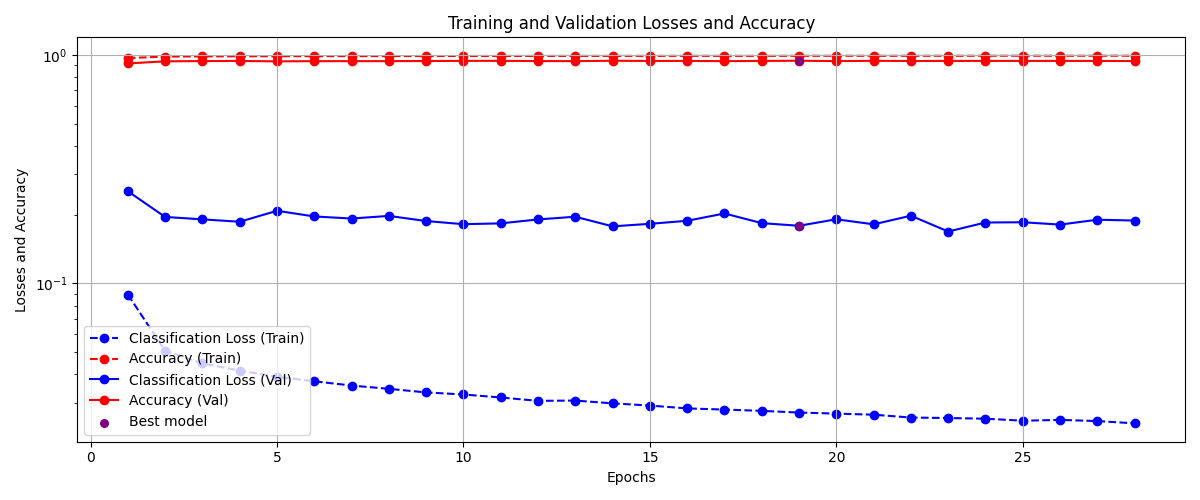 Training and Validation Losses and Accuracy
Losses and Accuracy
10⁰
10⁻¹
Classification Loss (Train)
Accuracy (Train)
Classification Loss (Val)
Accuracy (Val)
Best model
0 5 10 15 20 25
Epochs